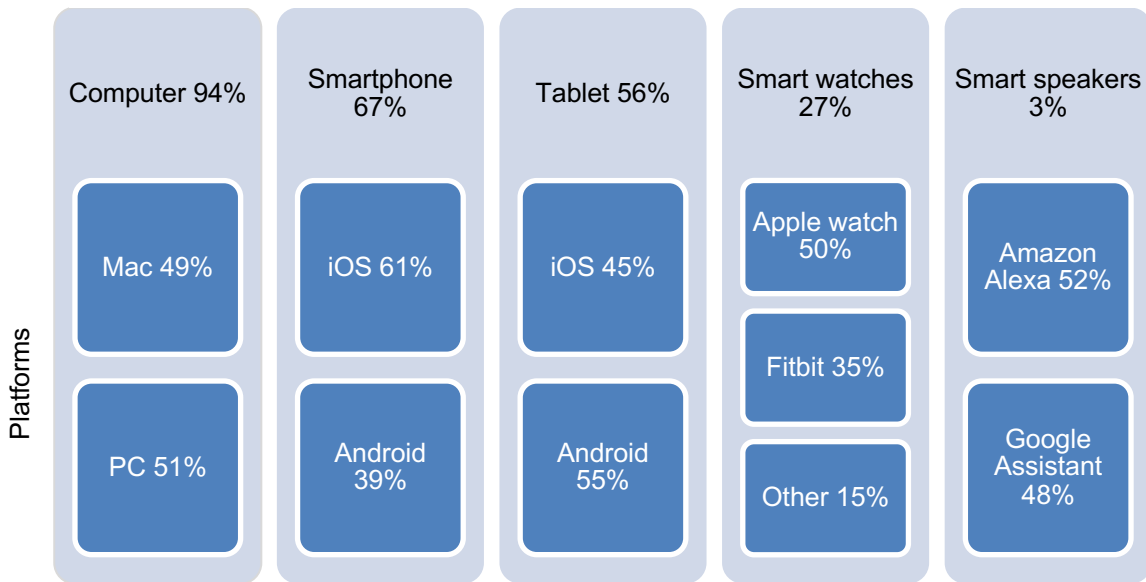 Computer 94%
Smartphone
67%
Tablet 56%
Smart watches
27%
Smart speakers
3%
Platforms
Mac 49%
PC 51%
iOS 61%
Android
39%
iOS 45%
Android
55%
Apple watch
50%
Fitbit 35%
Other 15%
Amazon
Alexa 52%
Google
Assistant
48%